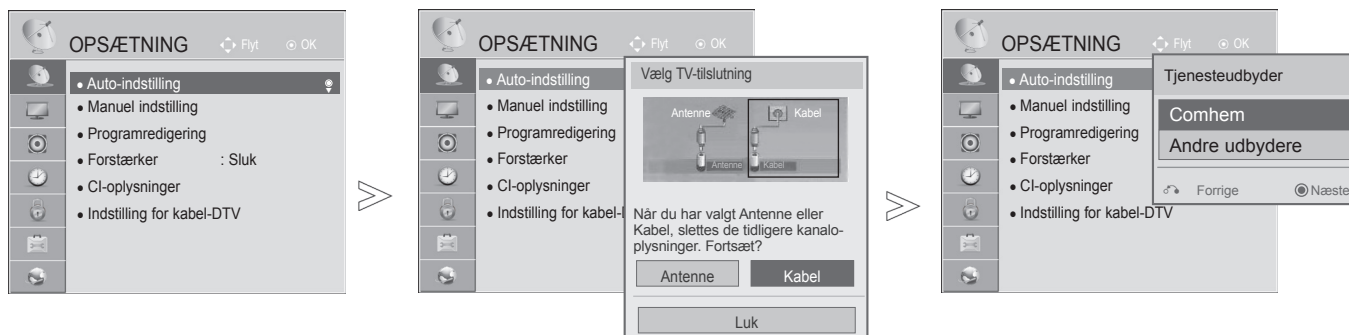 OPSÆTNING Flyt OK
• Auto-indstilling
• Manuel indstilling
• Programredigering
• Forstærker : Sluk
• CI-oplysninger
• Indstilling for kabel-DTV
OPSÆTNING Flyt OK
• Auto-indstilling
• Manuel indstilling
• Programredigering
• Forstærker
• CI-oplysninger
• Indstilling for kabel-
Vælg TV-tilslutning
Antenne Kabel
Antenne Kabel
Når du har valgt Antenne eller
Kabel, slettes de tidligere kanalo-
plysninger. Fortsæt?
Antenne Kabel
Luk
OPSÆTNING Flyt OK
• Auto-indstilling
• Manuel indstilling
• Programredigering
• Forstærker
• CI-oplysninger
• Indstilling for kabel-DTV
Tjenesteudbyder
Comhem
Andre udbydere
Forrige Næste